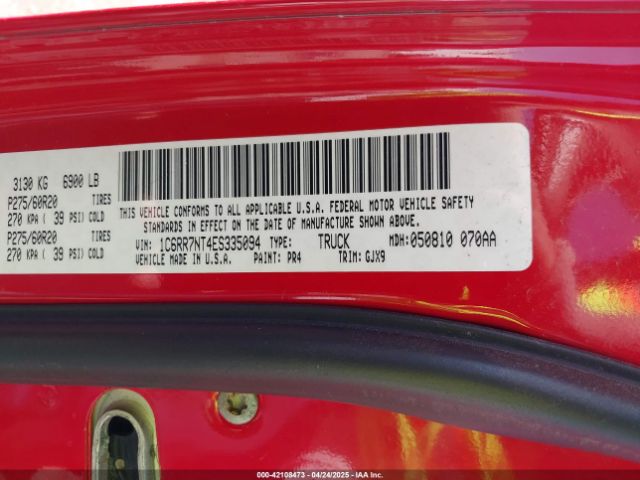 3130 KG 6900 LB
P275/60R20 TIRES
270 KPA ( 39 PSI) COLD
P275/60R20 TIRES
270 KPA ( 39 PSI) COLD
THIS VEHICLE CONFORMS TO ALL APPLICABLE U.S.A. FEDERAL MOTOR VEHICLE SAFETY
STANDARDS IN EFFECT ON THE DATE OF MANUFACTURE SHOWN ABOVE.
VIN: 1C6RR7NT4ES335094 TYPE: TRUCK MDH: 050810 070AA
VEHICLE MADE IN U.S.A. PAINT: PR4 TRIM: GJX9
000-42108473 - 04/24/2025 - IAA Inc.